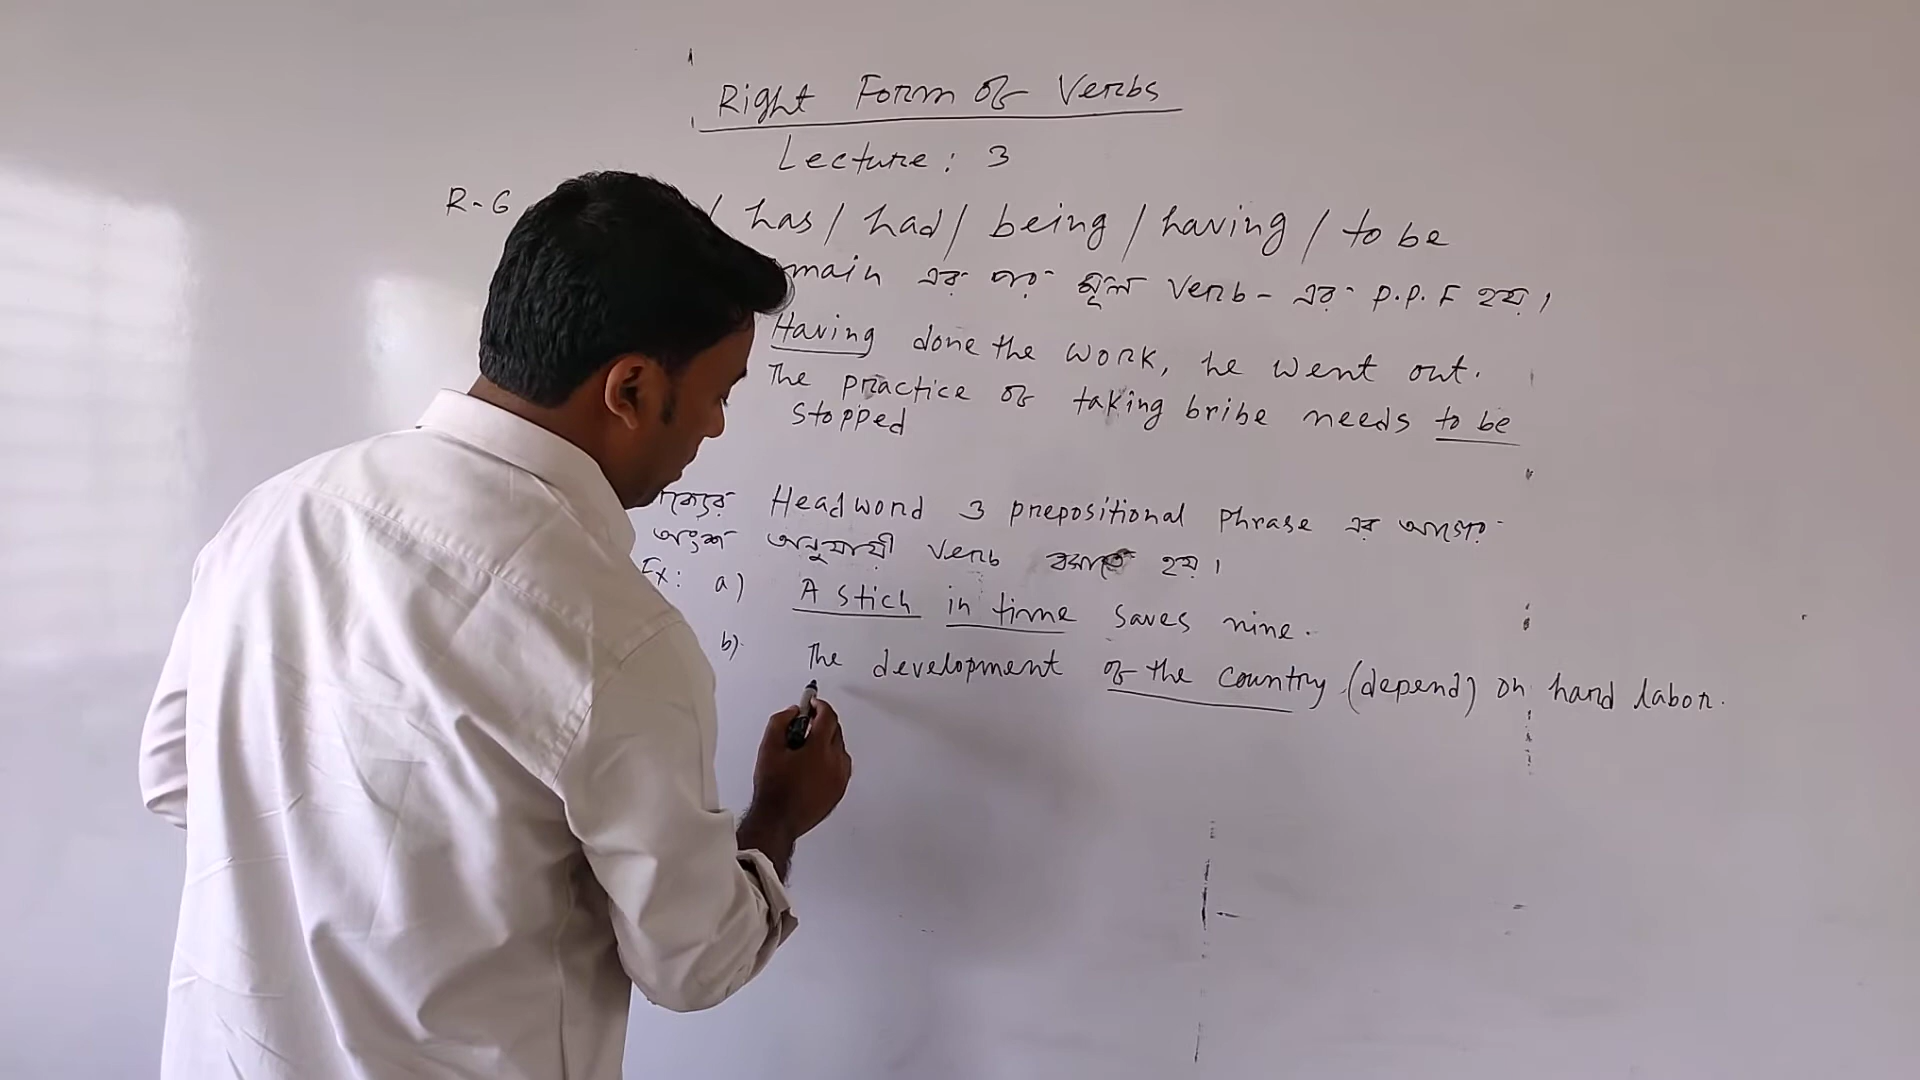 Right Form of Verbs
Lecture: 3
R-6 / has / had / being / having / to be
main এর পর মূল verb - এর P.P.F হয়।
Having done the work, he went out.
The practice of taking bribe needs to be
stopped
Headword ও prepositional phrase এর আগের
অংশ অনুযায়ী verb বসাতে হয়।
Ex: a) A stich in time saves nine.
b) The development of the country (depend) on hard labor.